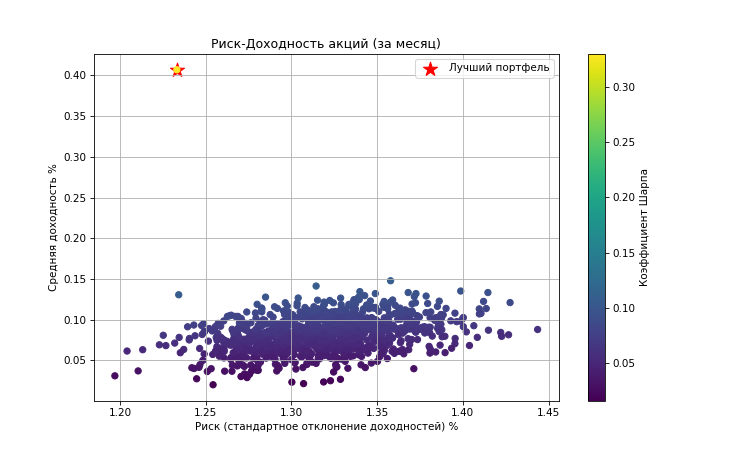 Риск-Доходность акций (за месяц)
Лучший портфель
Средняя доходность %
0.40
0.35
0.30
0.25
0.20
0.15
0.10
0.05
1.20 1.25 1.30 1.35 1.40 1.45
Риск (стандартное отклонение доходностей) %
0.30
0.25
0.20
0.15
0.10
0.05
Коэффициент Шарпа